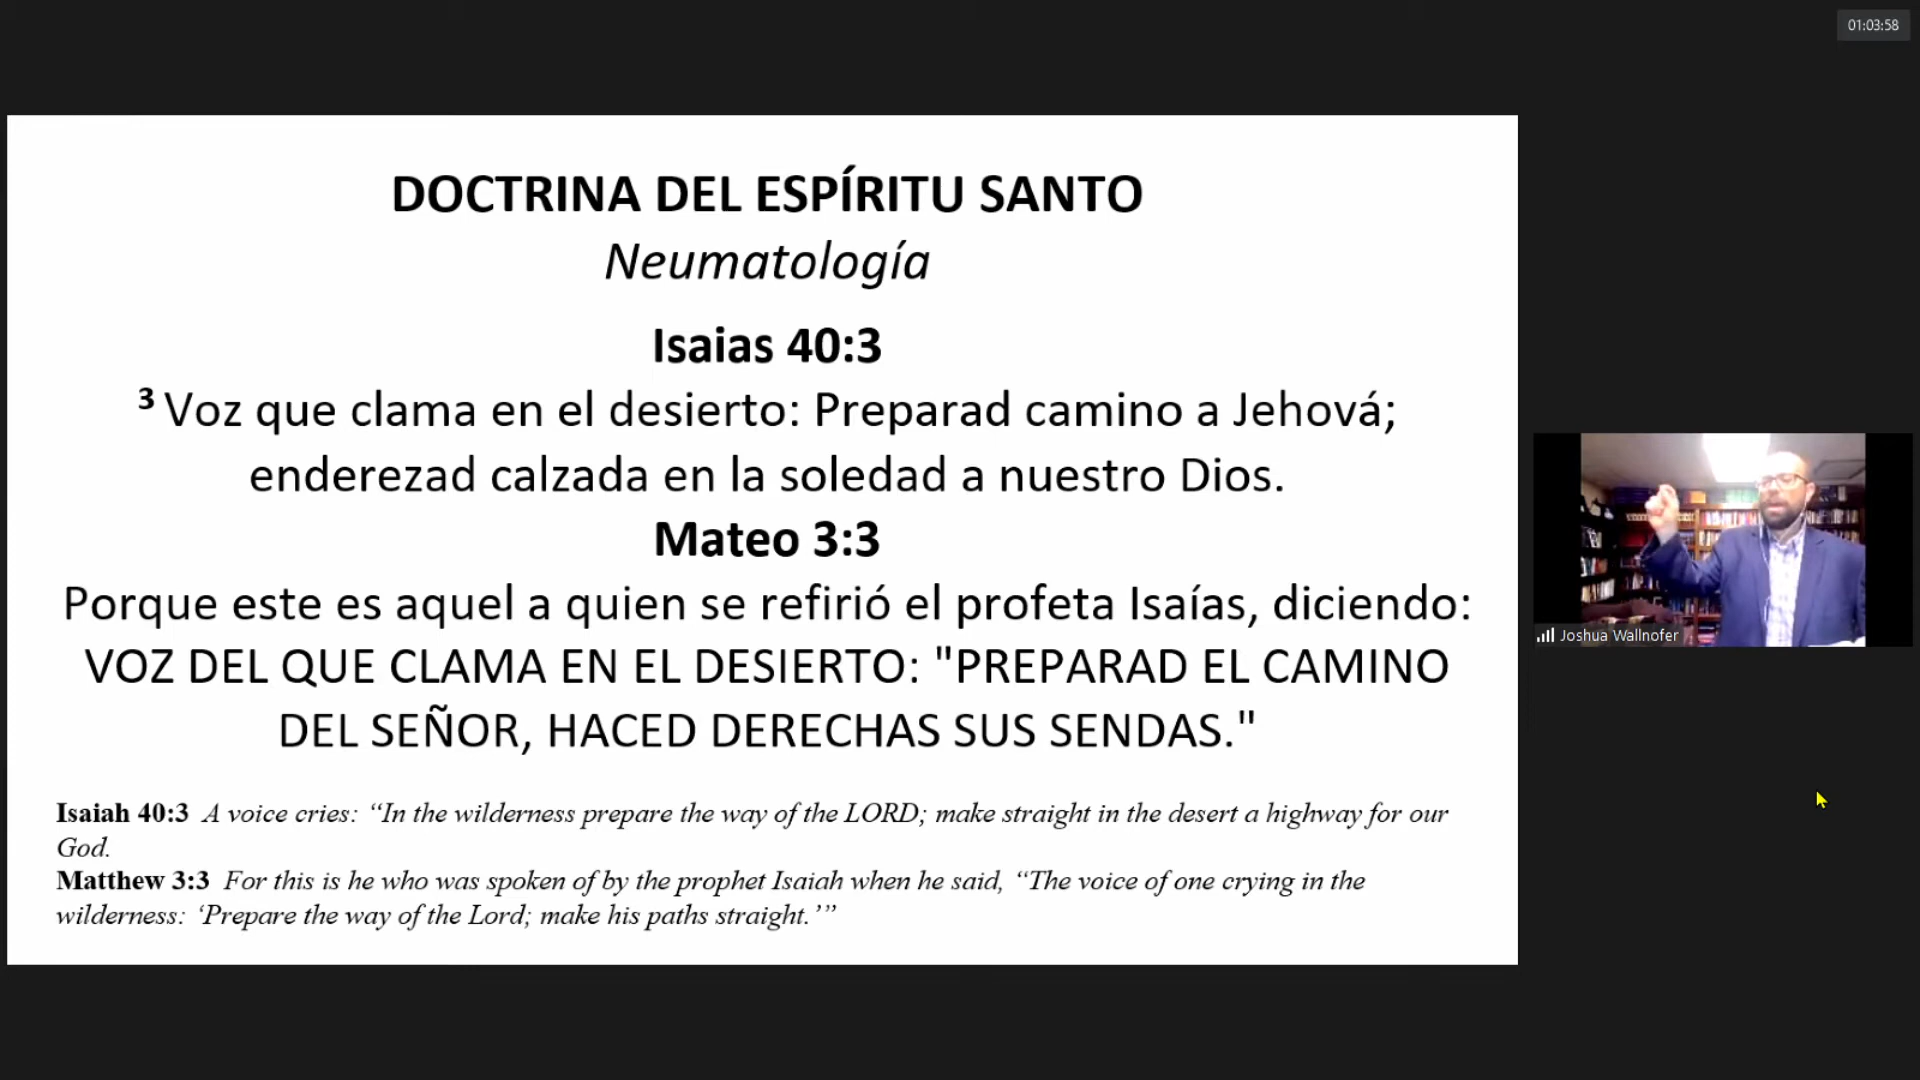 01:03:58
DOCTRINA DEL ESPÍRITU SANTO
Neumatología
Isaias 40:3
3 Voz que clama en el desierto: Preparad camino a Jehová;
enderezad calzada en la soledad a nuestro Dios.
Mateo 3:3
Porque este es aquel a quien se refirió el profeta Isaías, diciendo:
VOZ DEL QUE CLAMA EN EL DESIERTO: "PREPARAD EL CAMINO
DEL SEÑOR, HACED DERECHAS SUS SENDAS."
Isaiah 40:3 A voice cries: “In the wilderness prepare the way of the LORD; make straight in the desert a highway for our
God.
Matthew 3:3 For this is he who was spoken of by the prophet Isaiah when he said, “The voice of one crying in the
wilderness: ‘Prepare the way of the Lord; make his paths straight.’”
Joshua Wallnofer